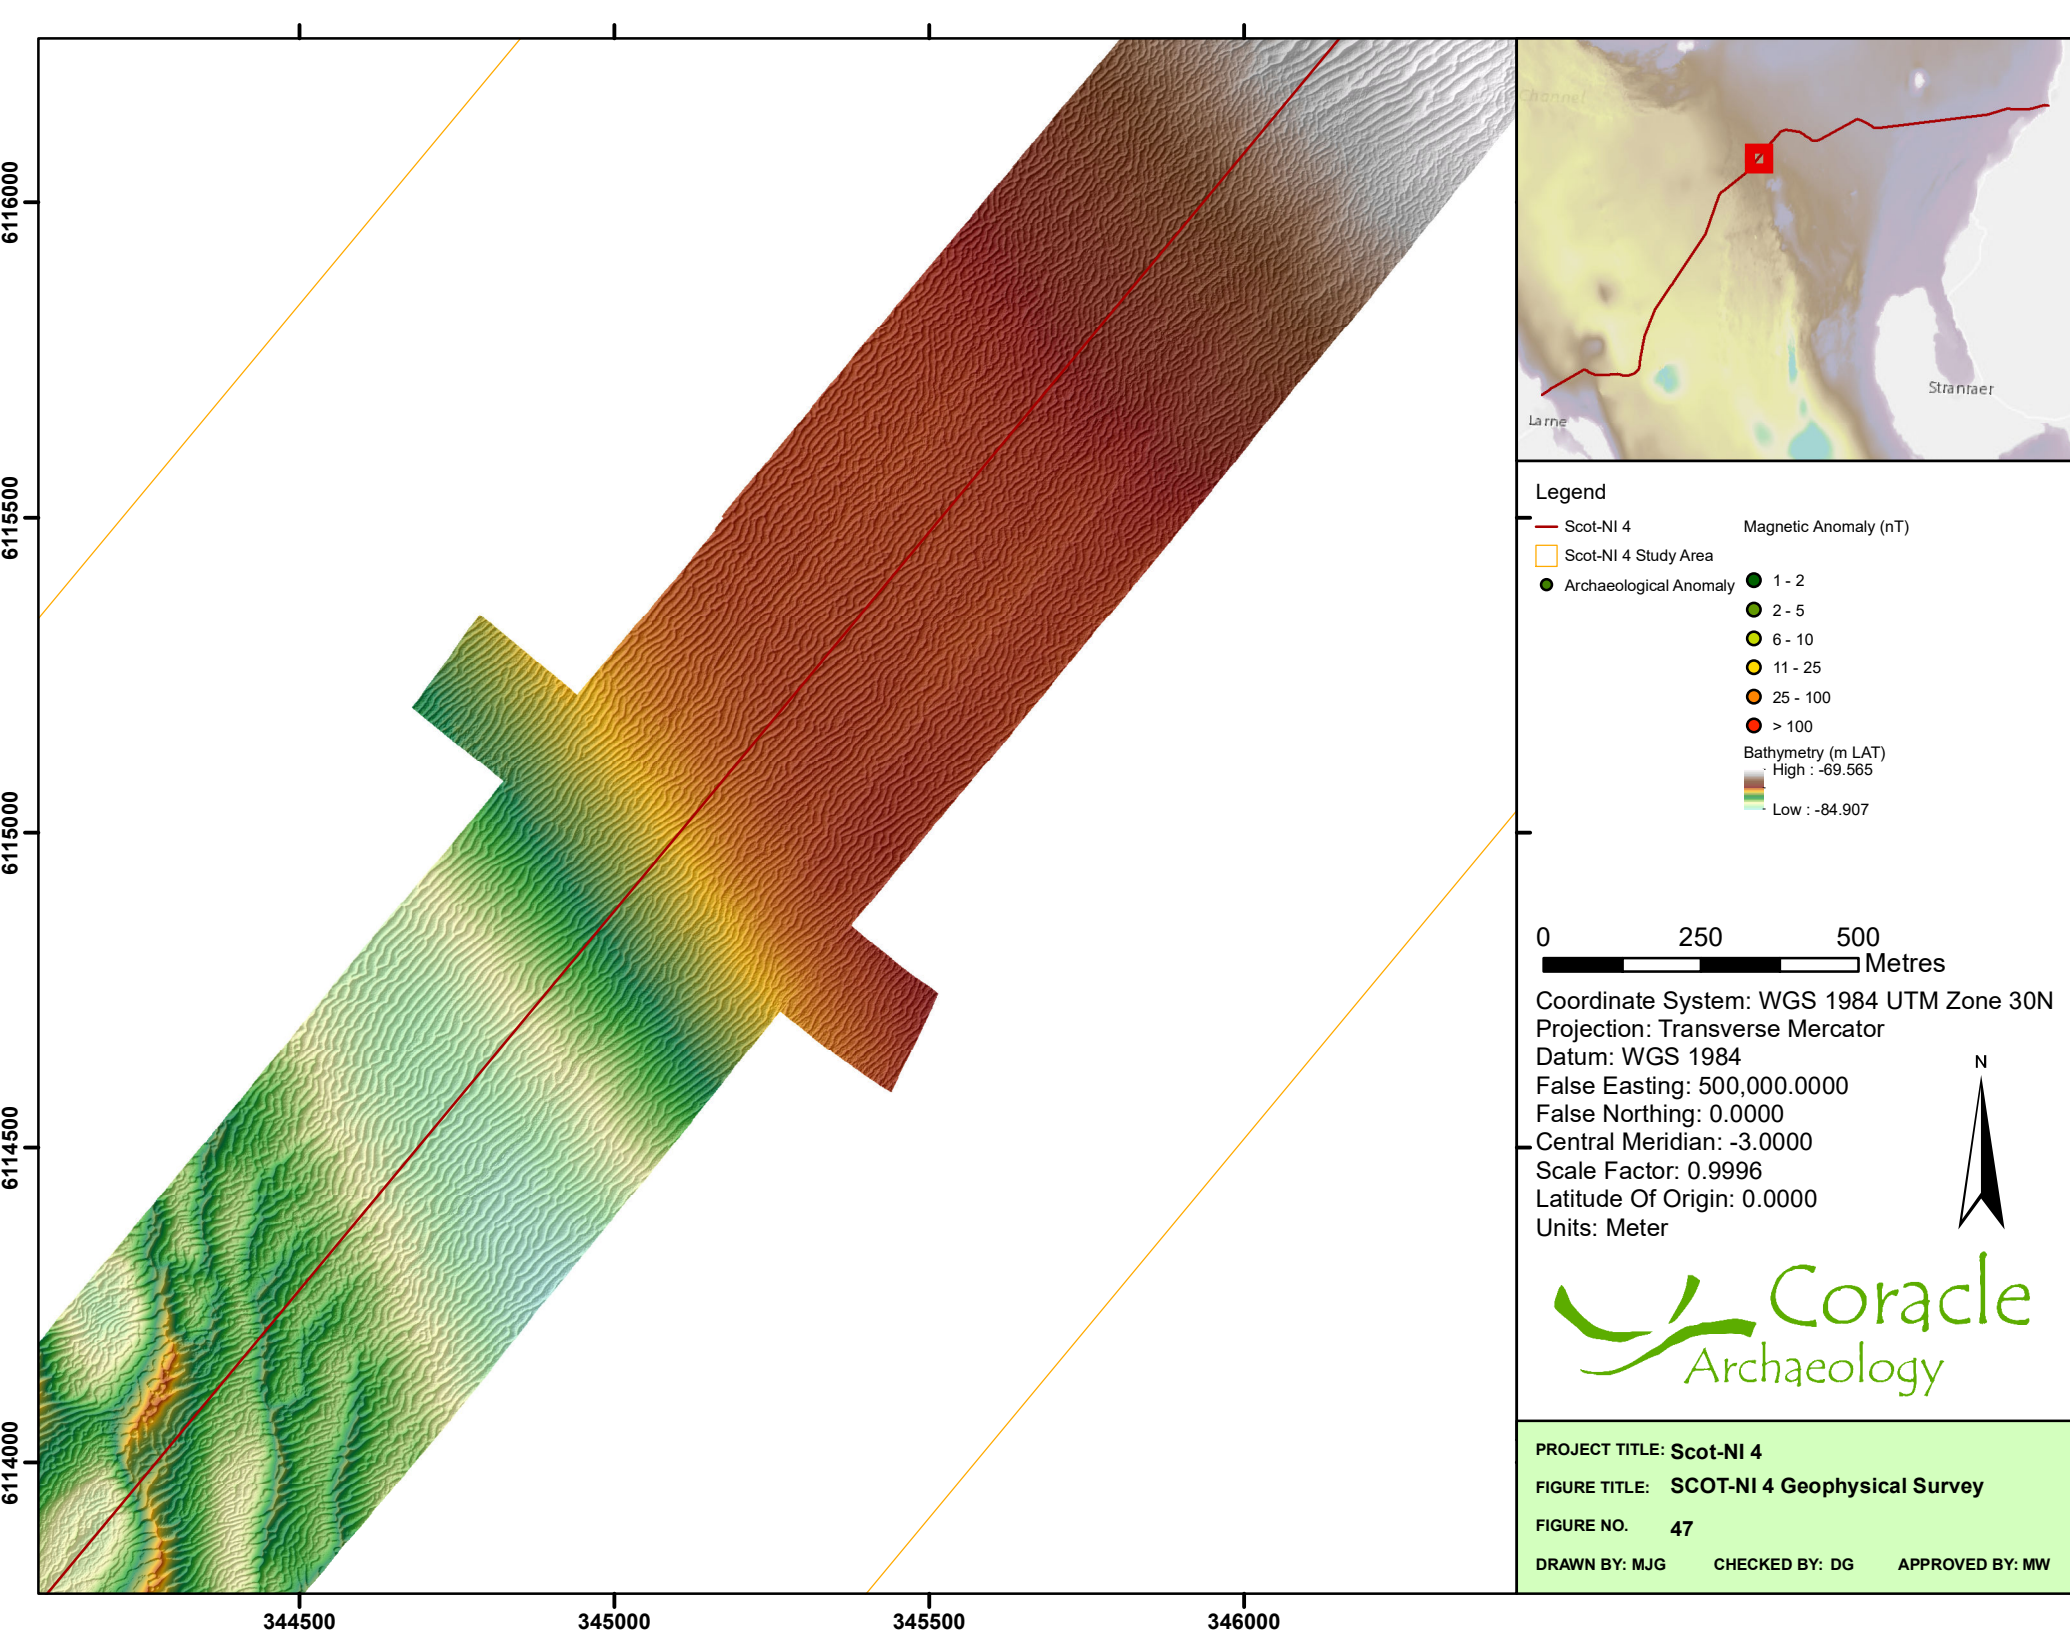 Channel
Stranraer
Larne
6116000
6115500
6115000
6114500
6114000
344500
345000
345500
346000
Legend
Scot-NI 4
Scot-NI 4 Study Area
Archaeological Anomaly
Magnetic Anomaly (nT)
1 - 2
2 - 5
6 - 10
11 - 25
25 - 100
> 100
Bathymetry (m LAT)
High : -69.565
Low : -84.907
0 250 500
Metres
Coordinate System: WGS 1984 UTM Zone 30N
Projection: Transverse Mercator
Datum: WGS 1984
False Easting: 500,000.0000
False Northing: 0.0000
Central Meridian: -3.0000
Scale Factor: 0.9996
Latitude Of Origin: 0.0000
Units: Meter
N
Coracle
Archaeology
PROJECT TITLE: Scot-NI 4
FIGURE TITLE: SCOT-NI 4 Geophysical Survey
FIGURE NO. 47
DRAWN BY: MJG CHECKED BY: DG APPROVED BY: MW